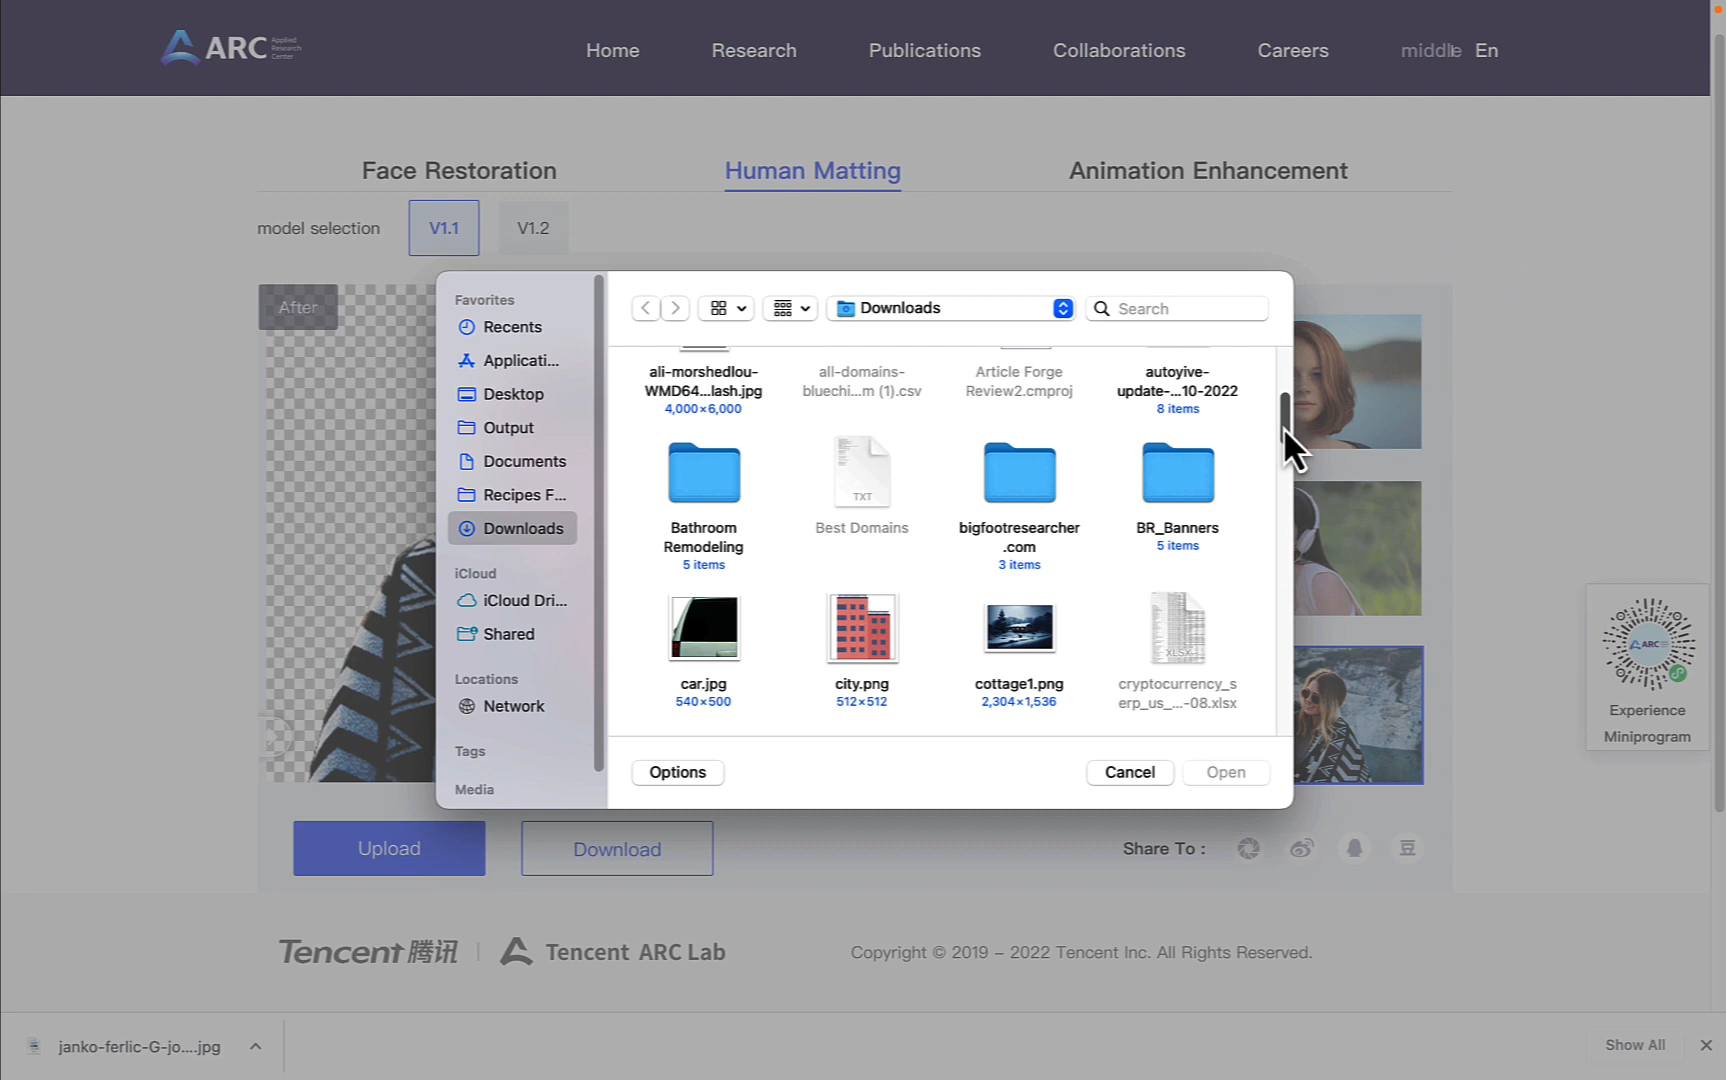 ARC Applied
Research
Center
Home
Research
Publications
Collaborations
Careers
middle En
Face Restoration
Human Matting
Animation Enhancement
model selection
V1.1
V1.2
After
Favorites
Recents
Applicati...
Desktop
Output
Documents
Recipes F...
Downloads
iCloud
iCloud Dri...
Shared
Locations
Network
Tags
Media
Downloads
Search
ali-morshedlou-
WMD64...lash.jpg
4,000×6,000
all-domains-
bluechi...m (1).csv
Article Forge
Review2.cmproj
autoyive-
update-...10-2022
8 items
Bathroom
Remodeling
5 items
TXT
Best Domains
bigfootresearcher
.com
3 items
BR_Banners
5 items
car.jpg
540×500
city.png
512×512
cottage1.png
2,304×1,536
XLSX
cryptocurrency_s
erp_us_...-08.xlsx
Options
Cancel
Open
ARC
Experience
Miniprogram
Upload
Download
Share To :
豆
Tencent 腾讯
Tencent ARC Lab
Copyright © 2019 – 2022 Tencent Inc. All Rights Reserved.
janko-ferlic-G-jo....jpg
Show All